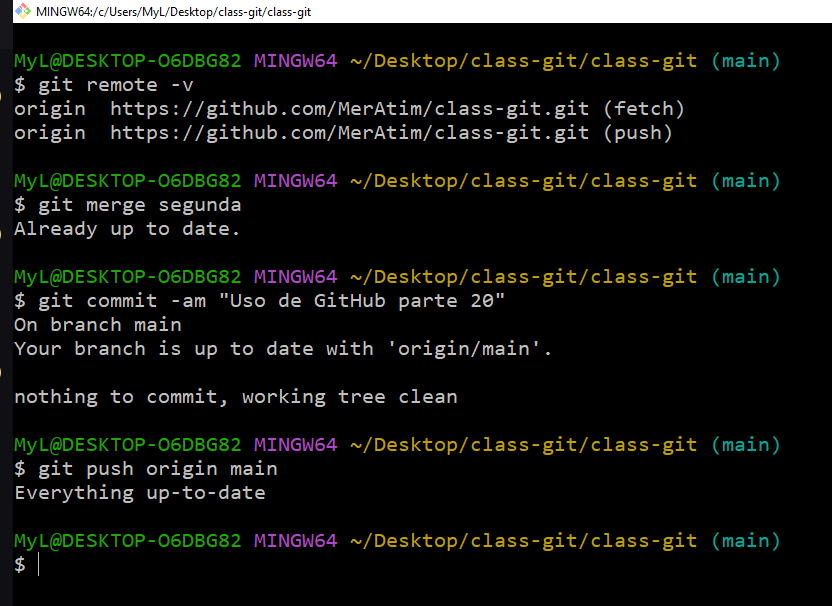 MINGW64:/c/Users/MyL/Desktop/class-git/class-git
MyL@DESKTOP-O6DBG82 MINGW64 ~/Desktop/class-git/class-git (main)
$ git remote -v
origin  https://github.com/MerAtim/class-git.git (fetch)
origin  https://github.com/MerAtim/class-git.git (push)
MyL@DESKTOP-O6DBG82 MINGW64 ~/Desktop/class-git/class-git (main)
$ git merge segunda
Already up to date.
MyL@DESKTOP-O6DBG82 MINGW64 ~/Desktop/class-git/class-git (main)
$ git commit -am "Uso de GitHub parte 20"
On branch main
Your branch is up to date with 'origin/main'.
nothing to commit, working tree clean
MyL@DESKTOP-O6DBG82 MINGW64 ~/Desktop/class-git/class-git (main)
$ git push origin main
Everything up-to-date
MyL@DESKTOP-O6DBG82 MINGW64 ~/Desktop/class-git/class-git (main)
$